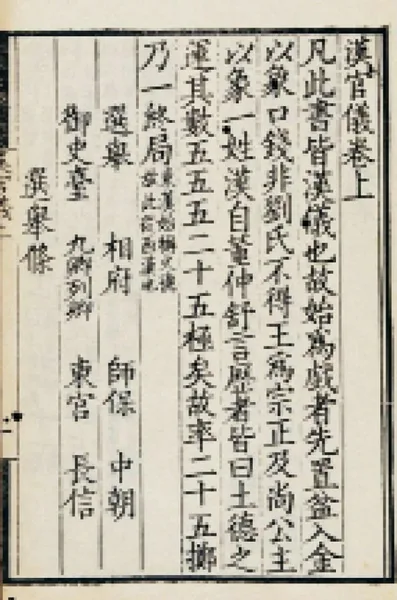 漢官儀卷上
凡此書皆漢儀也故始為戲者先置盆入金
以象口錢非劉氏不得王為宗正及尚公主
以象一姓漢自董仲舒言歷者皆曰土德之
運其數五五五二十五極矣故率二十五擲
乃一終局
選舉 相府 師保 中朝
御史臺 九卿列卿 東宮 長信
選舉條